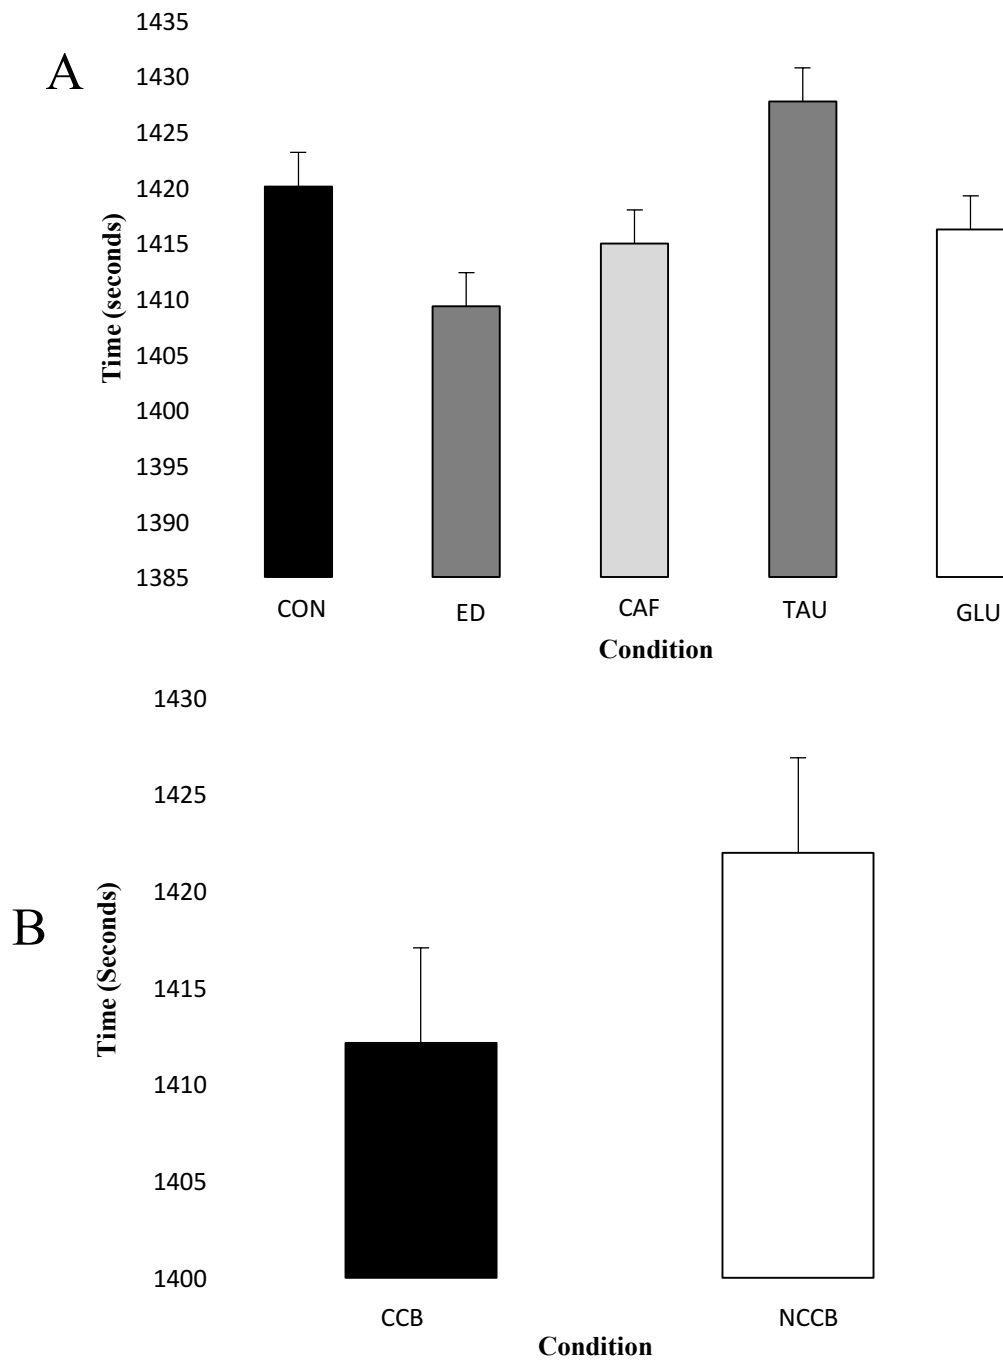 A
Time (seconds)
1435
1430
1425
1420
1415
1410
1405
1400
1395
1390
1385
CON ED CAF TAU GLU
Condition
B
Time (Seconds)
1430
1425
1420
1415
1410
1405
1400
CCB NCCB
Condition